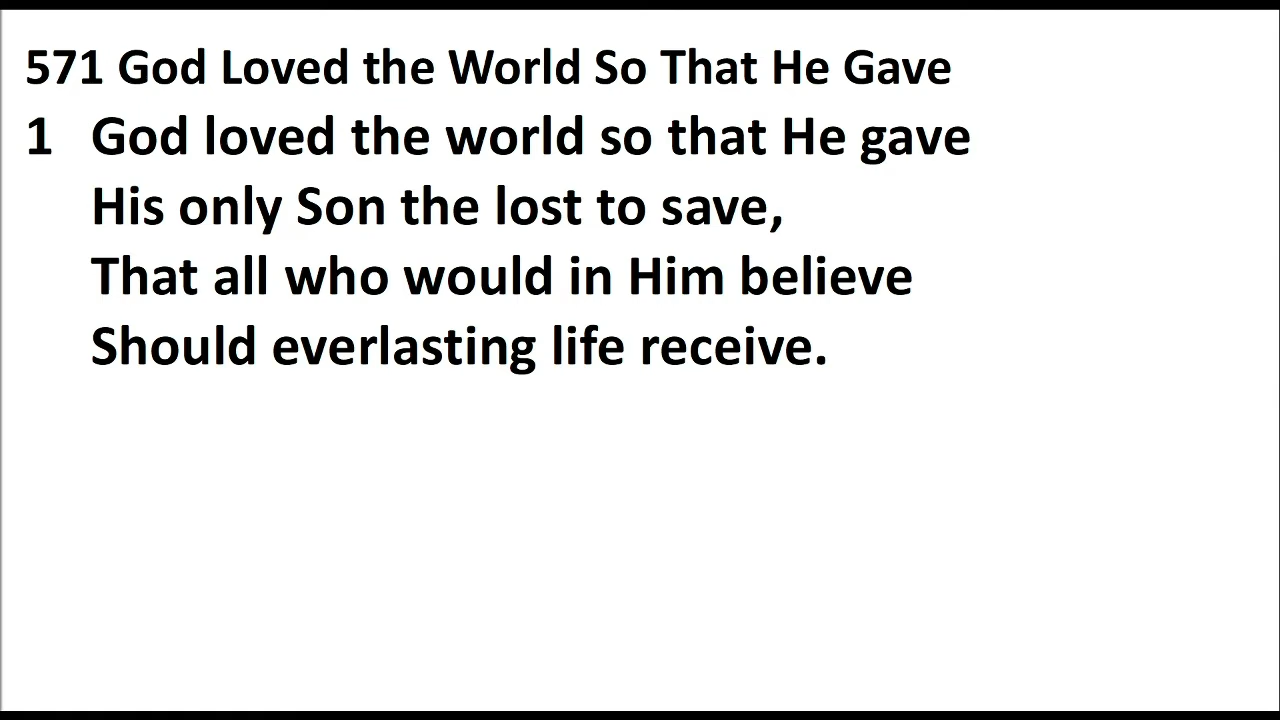 571 God Loved the World So That He Gave
1 God loved the world so that He gave
His only Son the lost to save,
That all who would in Him believe
Should everlasting life receive.